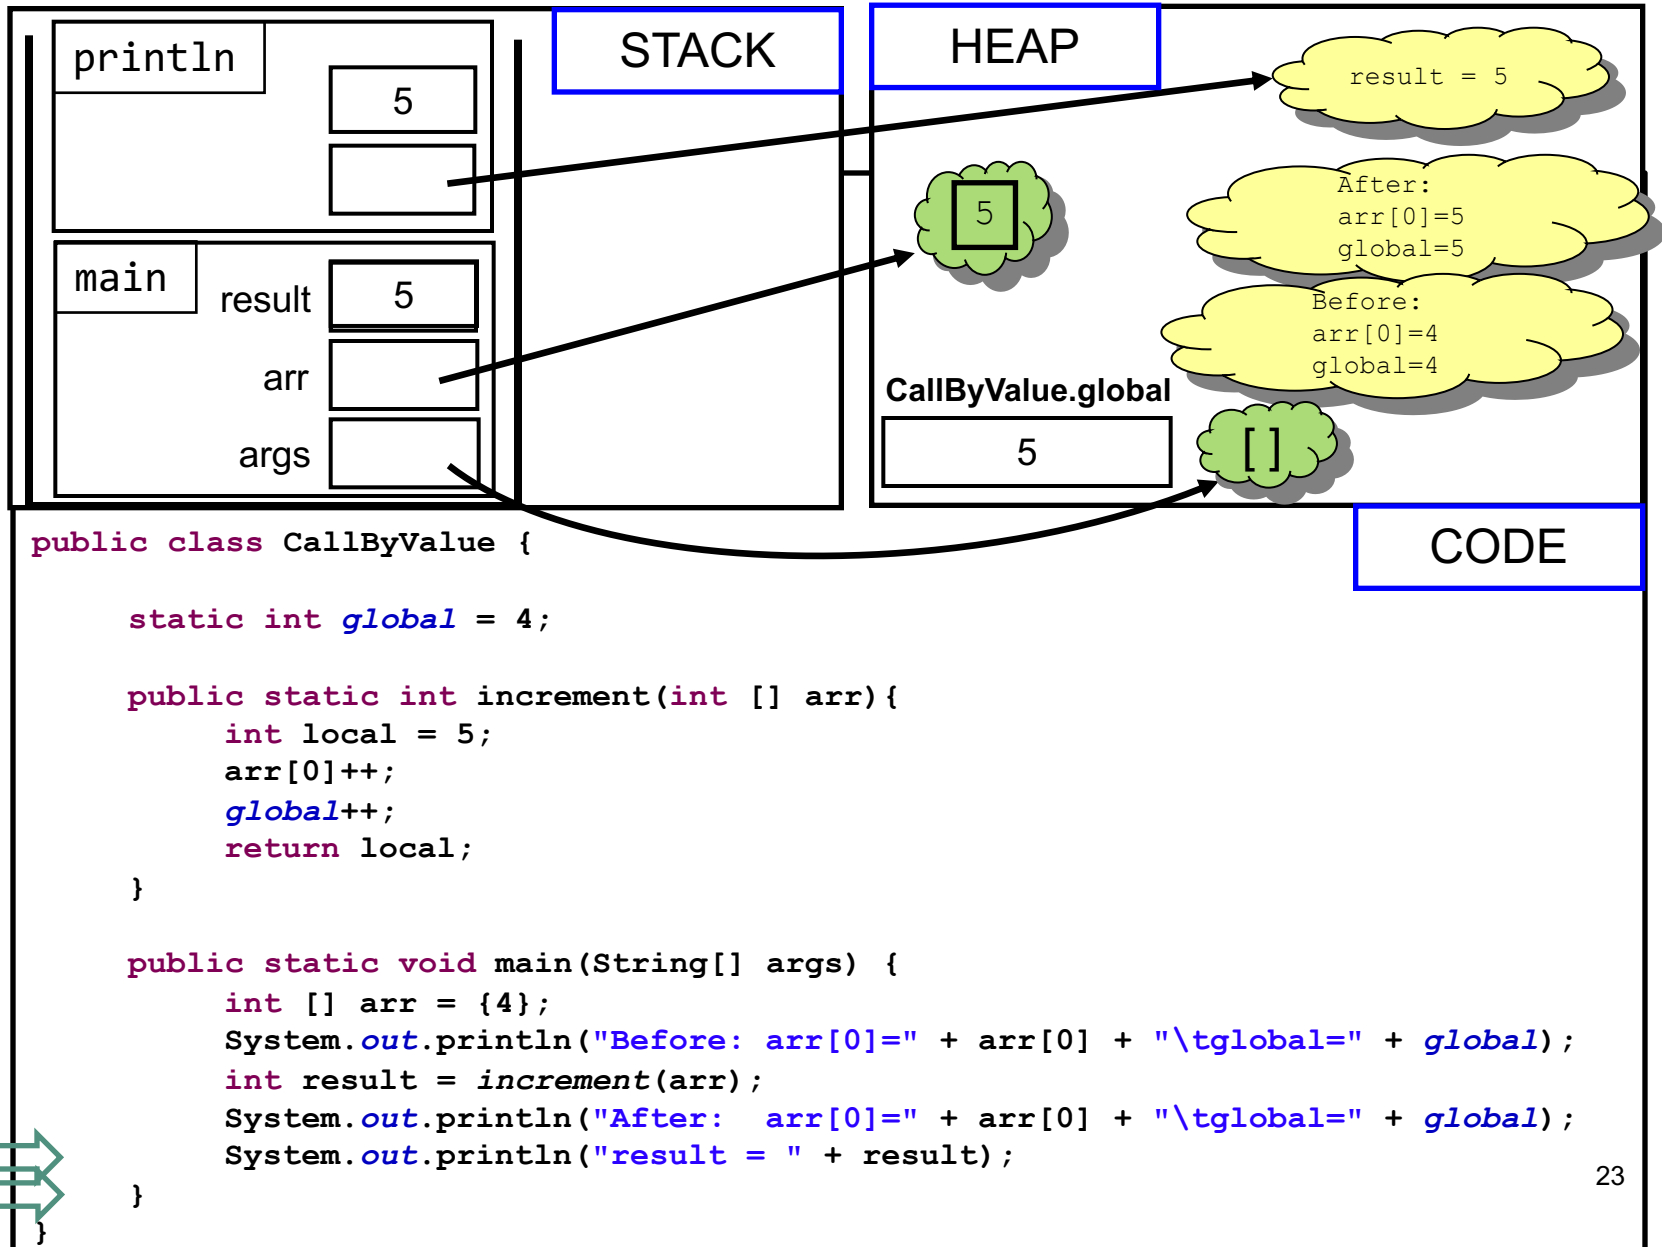 STACK
println
5
main
result
5
arr
args
HEAP
result = 5
5
After:
arr[0]=5
global=5
Before:
arr[0]=4
global=4
CallByValue.global
5
[]
CODE
public class CallByValue {
static int global = 4;
public static int increment(int [] arr){
int local = 5;
arr[0]++;
global++;
return local;
}
public static void main(String[] args) {
int [] arr = {4};
System.out.println("Before: arr[0]=" + arr[0] + "\tglobal=" + global);
int result = increment(arr);
System.out.println("After:  arr[0]=" + arr[0] + "\tglobal=" + global);
System.out.println("result = " + result);
}
}
23